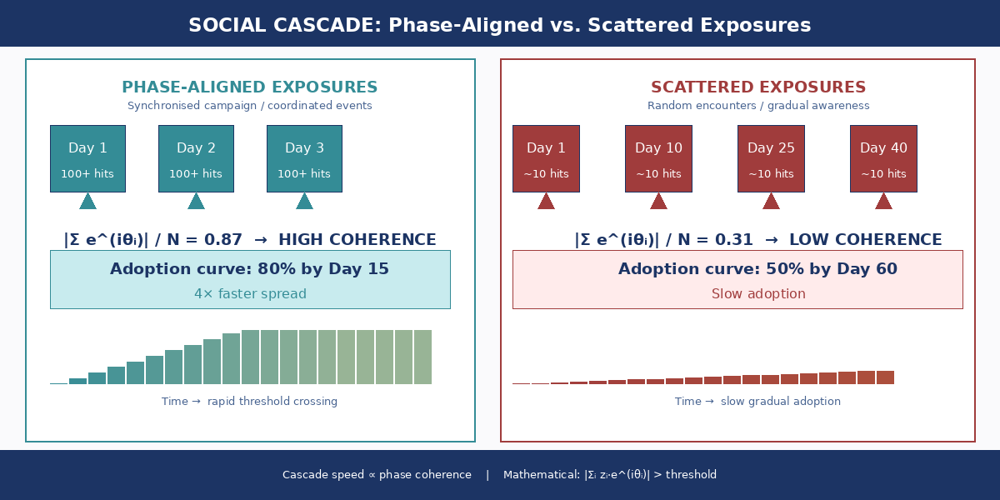 SOCIAL CASCADE: Phase-Aligned vs. Scattered Exposures
PHASE-ALIGNED EXPOSURES
Synchronised campaign / coordinated events
Day 1
100+ hits
Day 2
100+ hits
Day 3
100+ hits
|Σ e^(iθᵢ)| / N = 0.87 → HIGH COHERENCE
Adoption curve: 80% by Day 15
4× faster spread
Time → rapid threshold crossing
SCATTERED EXPOSURES
Random encounters / gradual awareness
Day 1
~10 hits
Day 10
~10 hits
Day 25
~10 hits
Day 40
~10 hits
|Σ e^(iθᵢ)| / N = 0.31 → LOW COHERENCE
Adoption curve: 50% by Day 60
Slow adoption
Time → slow gradual adoption
Cascade speed ∝ phase coherence | Mathematical: |Σᵢ zᵢ·e^(iθᵢ)| > threshold